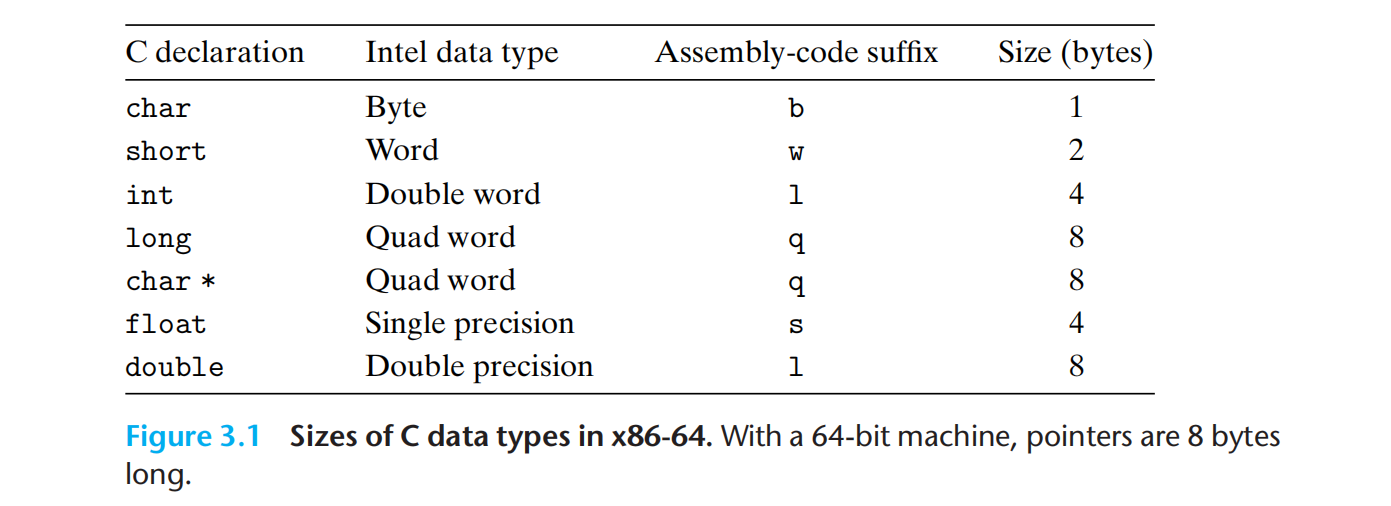 C declaration Intel data type Assembly-code suffix Size (bytes)
char Byte b 1
short Word w 2
int Double word l 4
long Quad word q 8
char * Quad word q 8
float Single precision s 4
double Double precision l 8
Figure 3.1 Sizes of C data types in x86-64. With a 64-bit machine, pointers are 8 bytes
long.